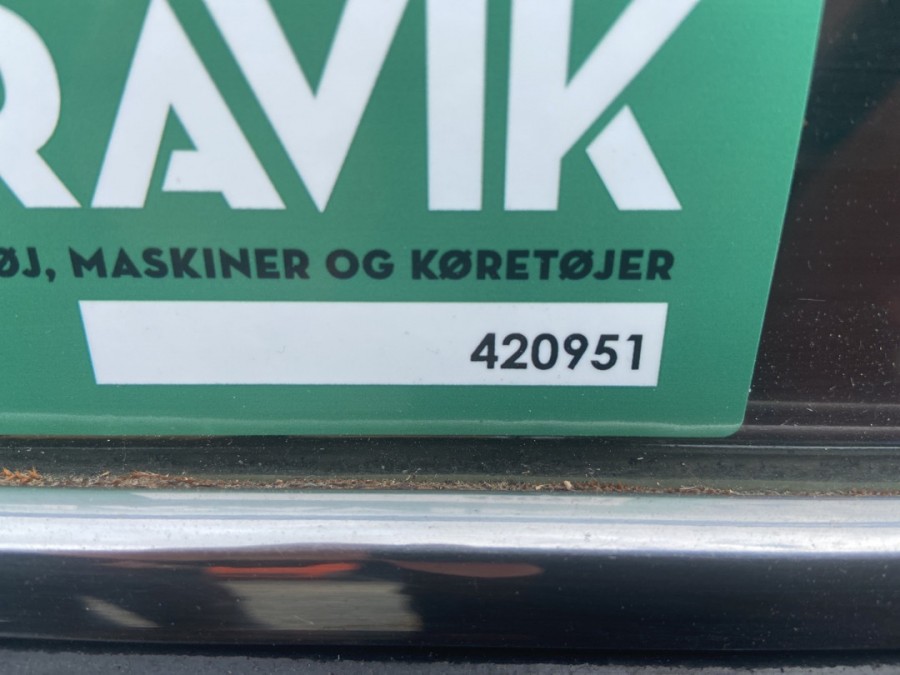 RAVIK
ØJ, MASKINER OG KØRETØJER
420951